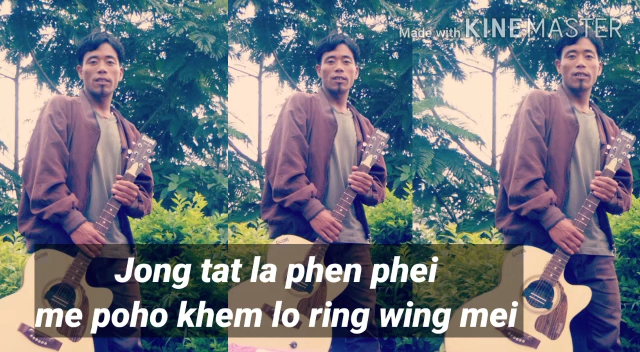 Made with KINEMASTER
Jong tat la phen phei
me poho khem lo ring wing mei